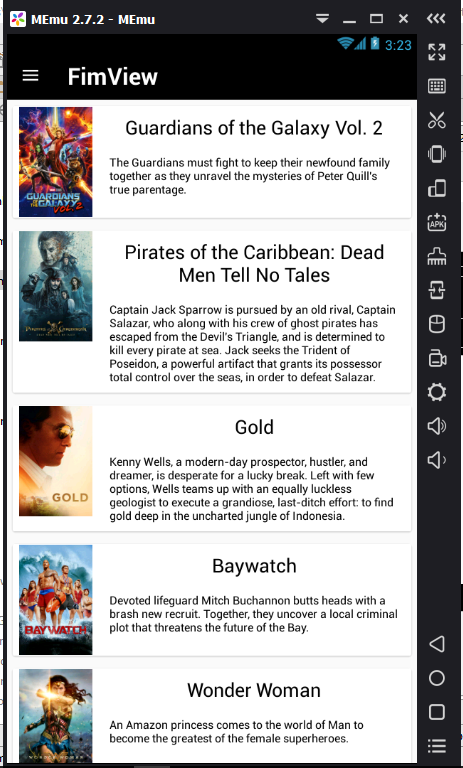 MEmu 2.7.2 - MEmu
3:23
FimView
Guardians of the Galaxy Vol. 2
The Guardians must fight to keep their newfound family
together as they unravel the mysteries of Peter Quill's
true parentage.
GUARDIANS
OF THE GALAXY
VOL. 2
Pirates of the Caribbean: Dead
Men Tell No Tales
Captain Jack Sparrow is pursued by an old rival, Captain
Salazar, who along with his crew of ghost pirates has
escaped from the Devil's Triangle, and is determined to
kill every pirate at sea. Jack seeks the Trident of
Poseidon, a powerful artifact that grants its possessor
total control over the seas, in order to defeat Salazar.
Gold
Kenny Wells, a modern-day prospector, hustler, and
dreamer, is desperate for a lucky break. Left with few
options, Wells teams up with an equally luckless
geologist to execute a grandiose, last-ditch effort: to find
gold deep in the uncharted jungle of Indonesia.
GOLD
Baywatch
Devoted lifeguard Mitch Buchannon butts heads with a
brash new recruit. Together, they uncover a local criminal
plot that threatens the future of the Bay.
BAYWATCH
Wonder Woman
An Amazon princess comes to the world of Man to
become the greatest of the female superheroes.
WONDER WOMAN
APK